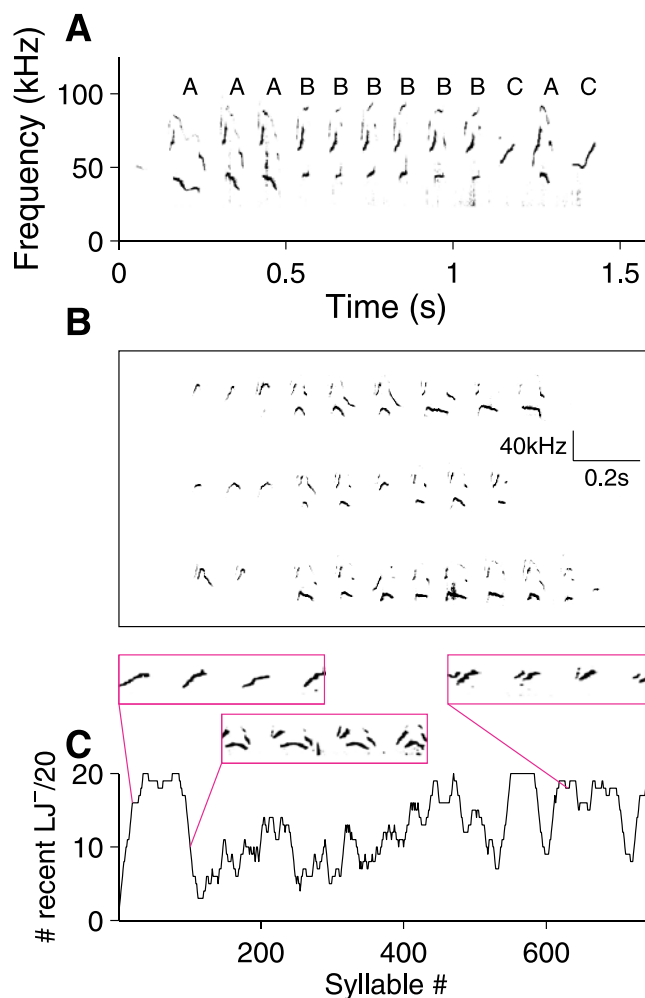 A
Frequency (kHz)
100
50
0
A A A B B B B B B C A C
0 0.5 1 1.5
Time (s)
B
40kHz
0.2s
C
# recent LJ⁻/20
20
10
0
200 400 600
Syllable #